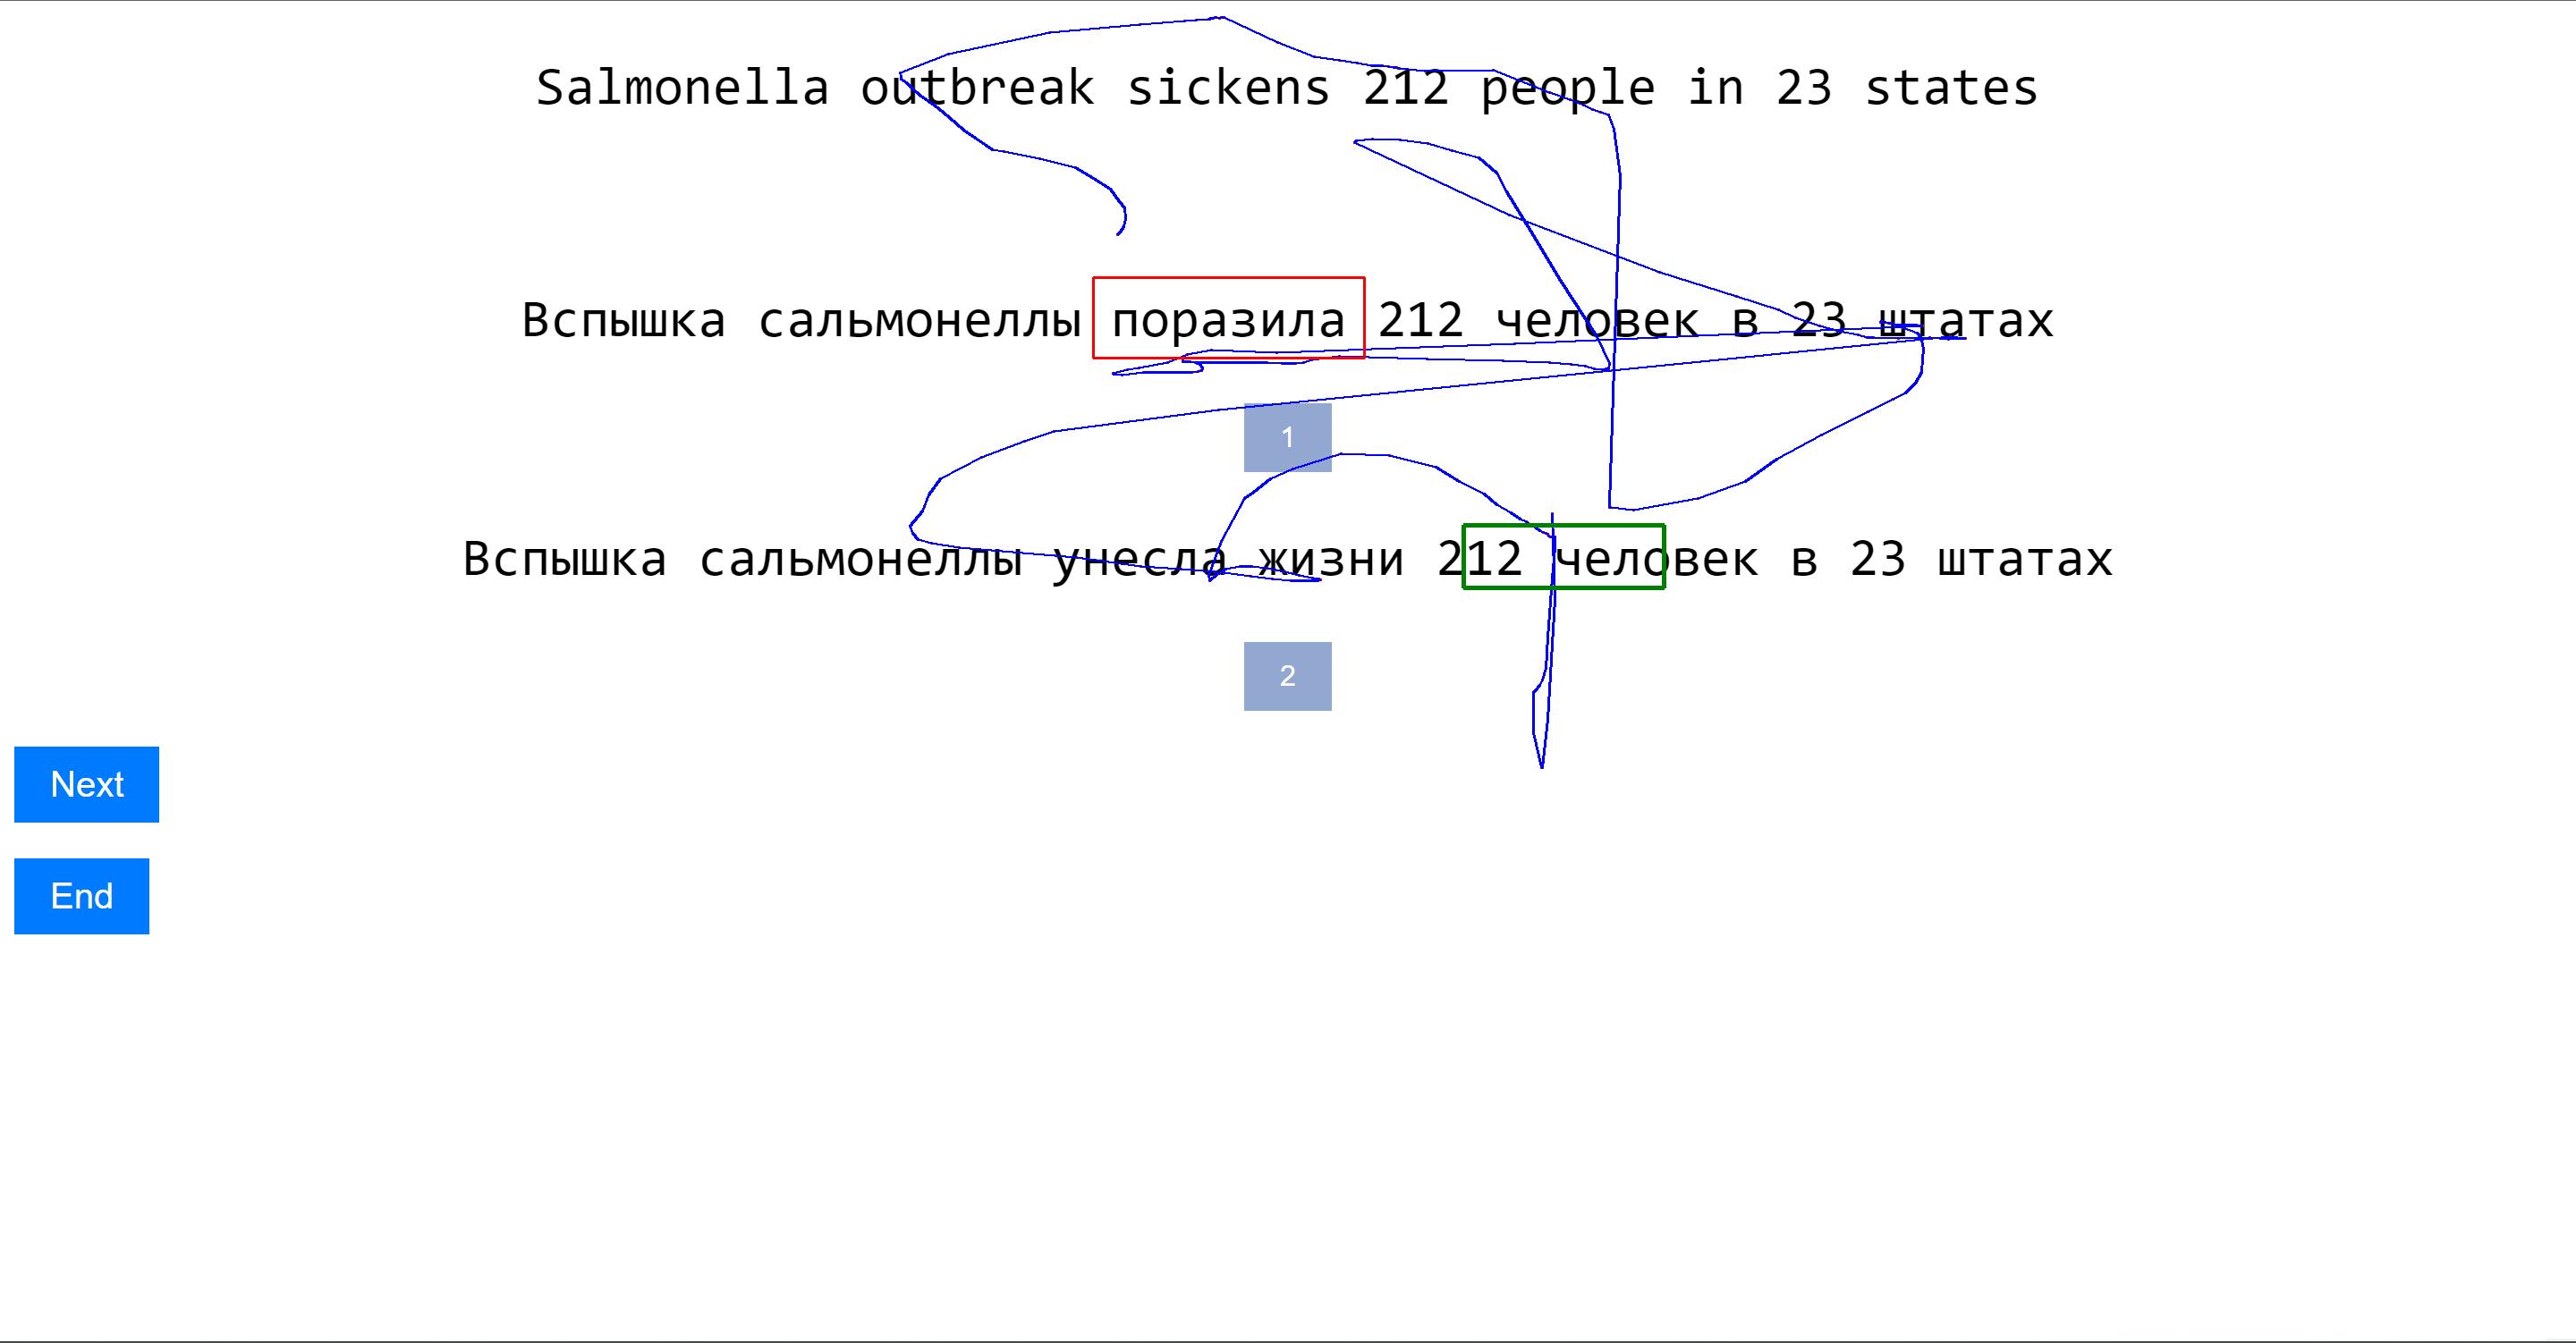 Salmonella outbreak sickens 212 people in 23 states
Вспышка сальмонеллы поразила 212 человек в 23 штатах
1
Вспышка сальмонеллы унесла жизни 212 человек в 23 штатах
2
Next
End